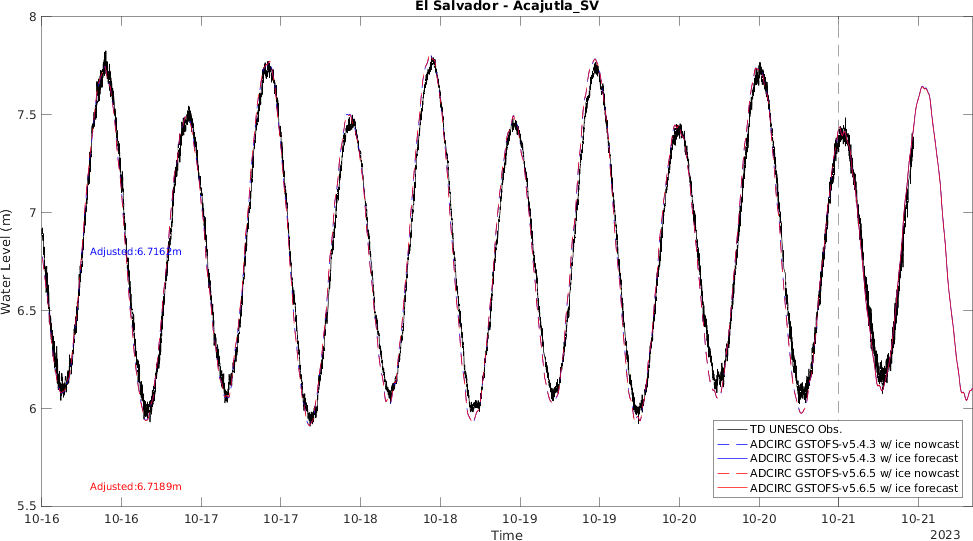 El Salvador - Acajutla_SV
8
7.5
7
6.5
6
5.5
Water Level (m)
Adjusted:6.7162m
Adjusted:6.7189m
TD UNESCO Obs.
ADCIRC GSTOFS-v5.4.3 w/ ice nowcast
ADCIRC GSTOFS-v5.4.3 w/ ice forecast
ADCIRC GSTOFS-v5.6.5 w/ ice nowcast
ADCIRC GSTOFS-v5.6.5 w/ ice forecast
10-16 10-16 10-17 10-17 10-18 10-18 10-19 10-19 10-20 10-20 10-21 10-21
Time
2023